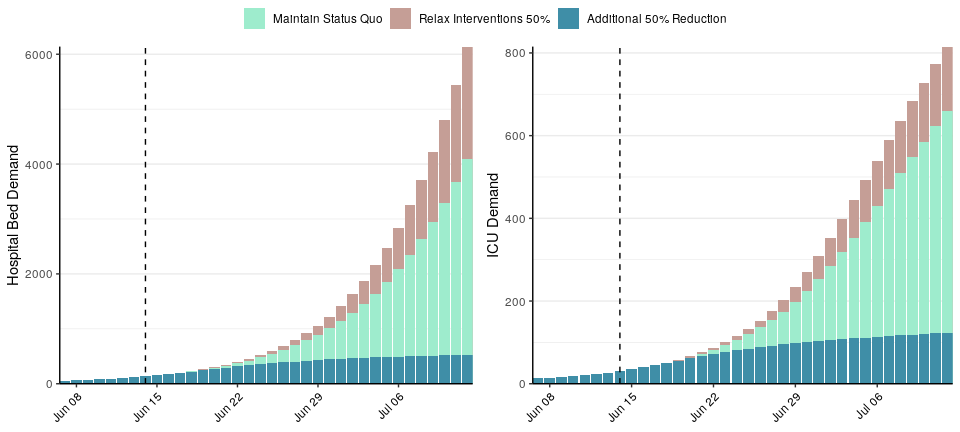 Maintain Status Quo Relax Interventions 50% Additional 50% Reduction
Hospital Bed Demand
6000
4000
2000
0
Jun 08 Jun 15 Jun 22 Jun 29 Jul 06
ICU Demand
800
600
400
200
0
Jun 08 Jun 15 Jun 22 Jun 29 Jul 06